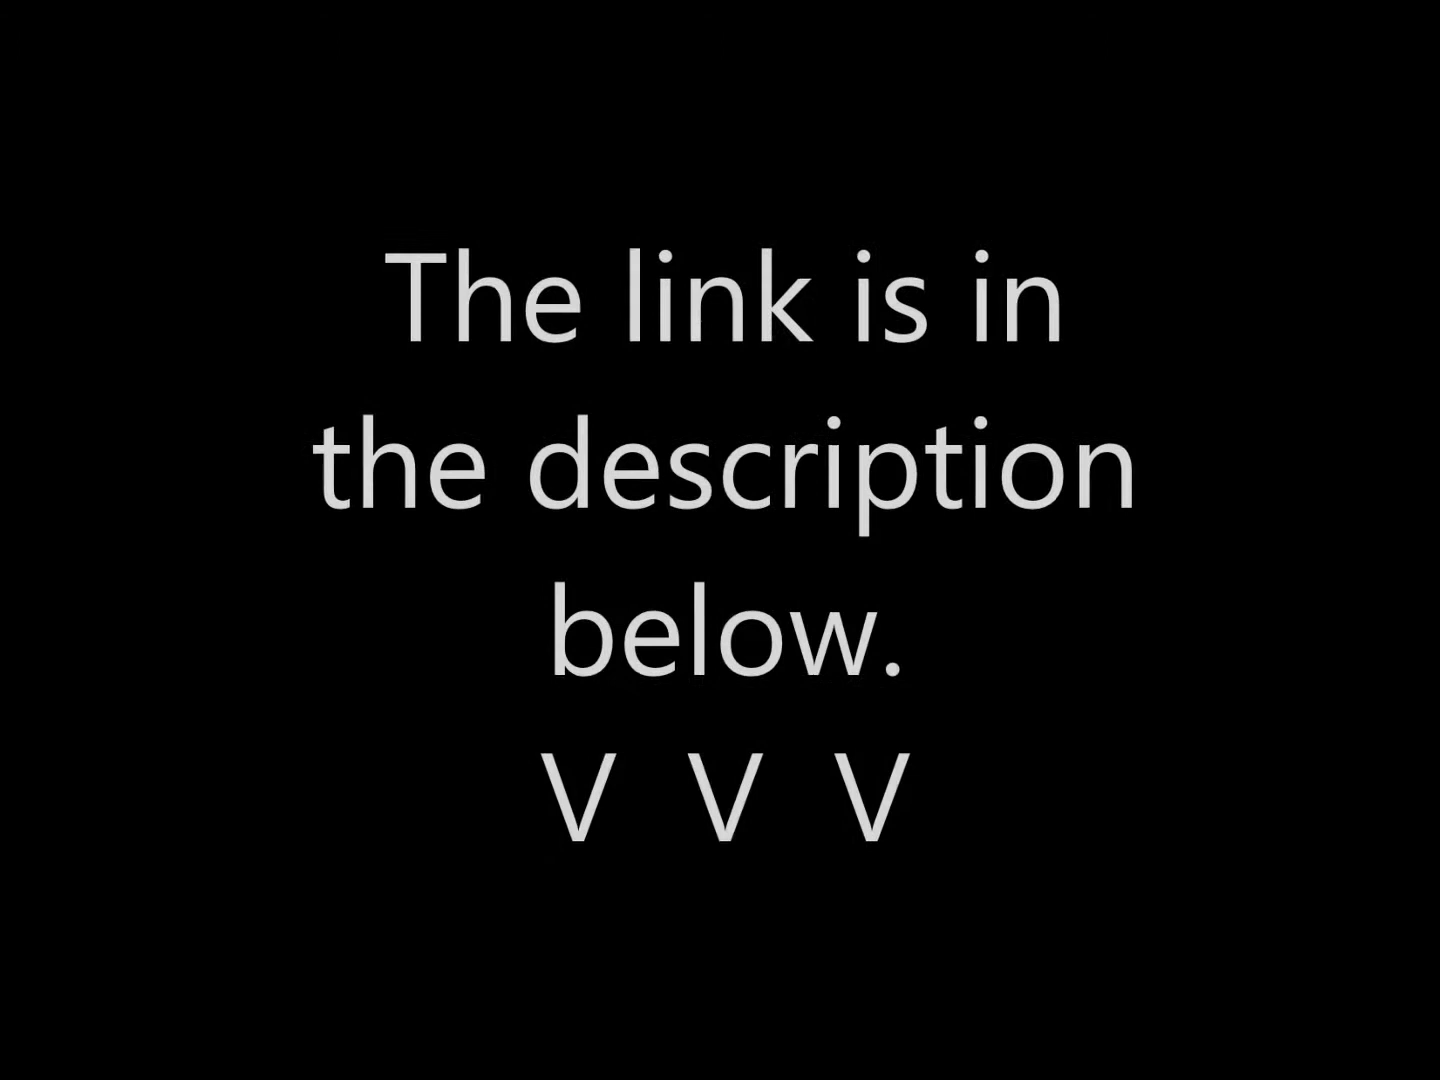 The link is in
the description
below.
V V V